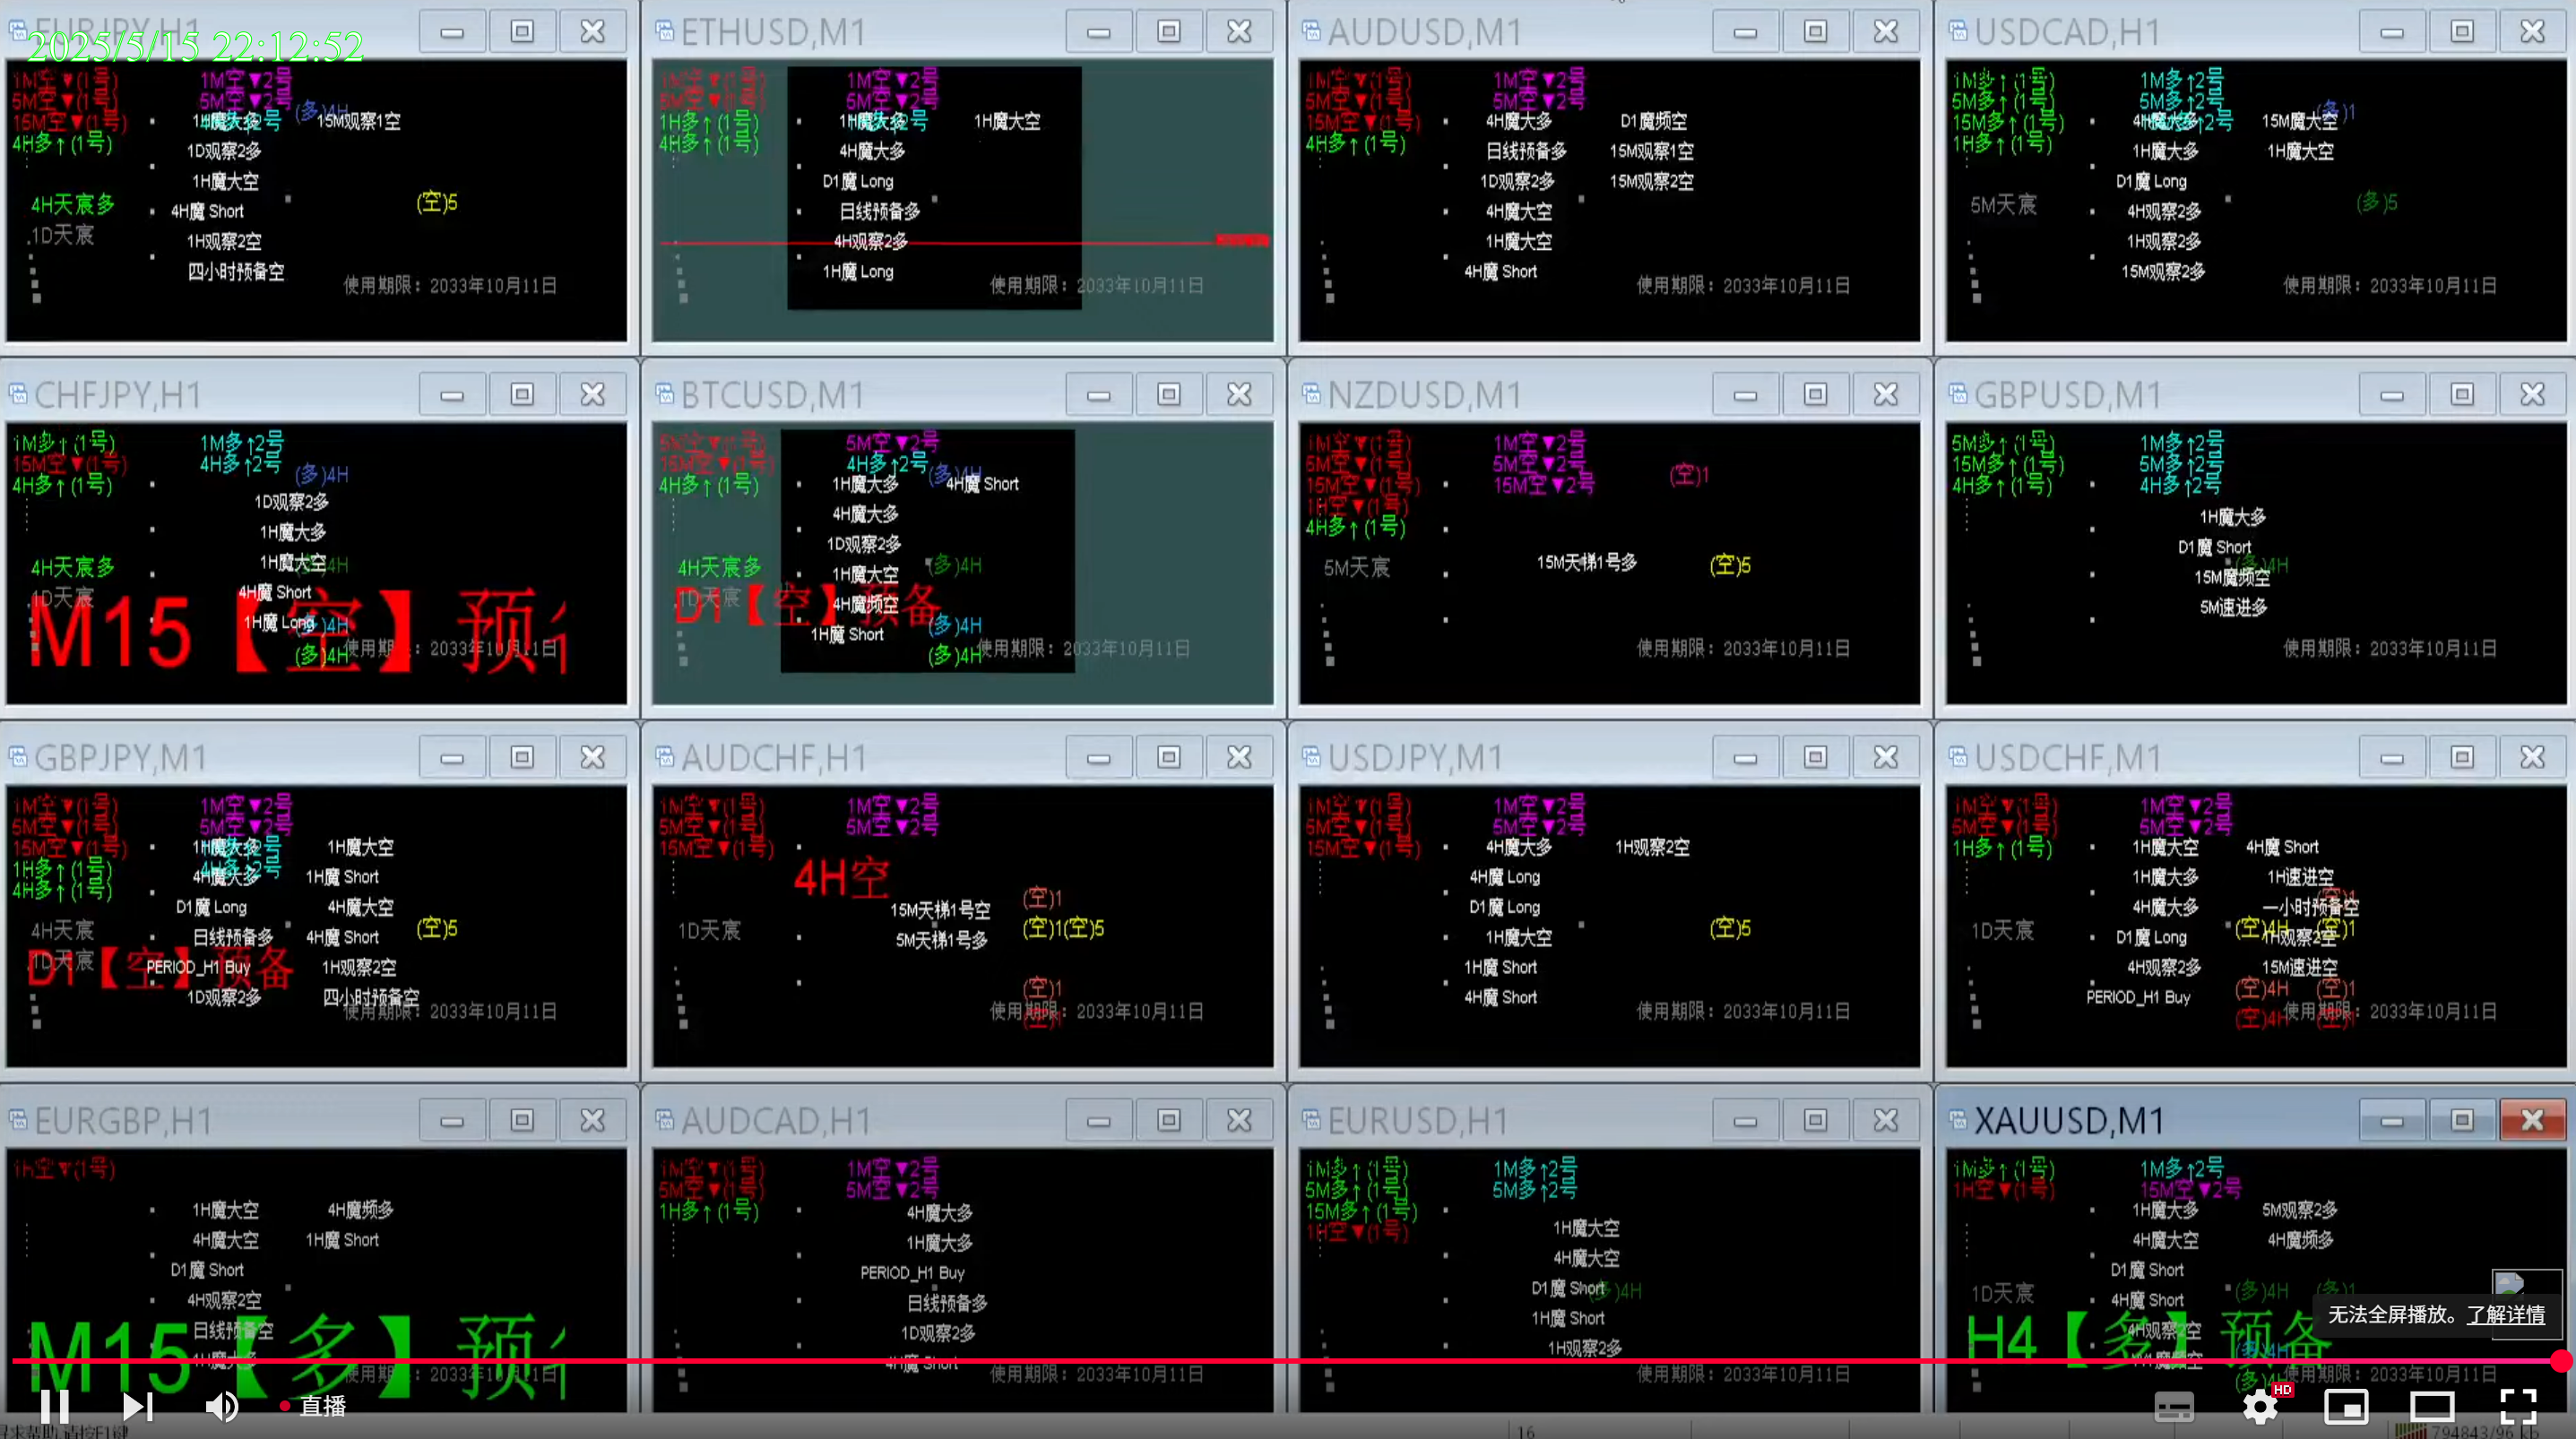 EURJPY,H1
2025/5/15 22:12:52
1M空▼(1号) 1M空▼2号
5M空▼(1号) 5M空▼2号 (多)4H
15M空▼(1号) 1H魔大多 15M观察1空
4H多↑(1号) 1D观察2多
1H魔大空
4H天宸多 (空)5
4H魔 Short
1D天宸 1H观察2空
四小时预备空
使用期限：2033年10月11日
ETHUSD,M1
1M空▼(1号) 1M空▼2号
5M空▼(1号) 5M空▼2号
1H多↑(1号) 1H魔大多 1H魔大空
4H多↑(1号) 4H魔大多
D1魔 Long
日线预备多
4H观察2多
1H魔 Long
使用期限：2033年10月11日
AUDUSD,M1
1M空▼(1号) 1M空▼2号
5M空▼(1号) 5M空▼2号
15M空▼(1号) 4H魔大多 D1魔频空
4H多↑(1号) 日线预备多 15M观察1空
1D观察2多 15M观察2空
4H魔大空
1H魔大空
4H魔 Short
使用期限：2033年10月11日
USDCAD,H1
1M多↑(1号) 1M多↑2号
5M多↑(1号) 5M多↑2号 (多)1
15M多↑(1号) 4H魔大多 15M魔大空
1H多↑(1号) 1H魔大多 1H魔大空
D1魔 Long
5M天宸 4H观察2多 (多)5
1H观察2多
15M观察2多
使用期限：2033年10月11日
CHFJPY,H1
1M多↑(1号) 1M多↑2号
15M空▼(1号) 4H多↑2号
4H多↑(1号) (多)4H
1D观察2多
1H魔大多
4H天宸多 1H魔大空
1D天宸 4H魔 Short
1H魔 Long (多)4H
M15【空】预
(多)4H 使用期限：2033年10月11日
BTCUSD,M1
5M空▼(1号) 5M空▼2号
15M空▼(1号) 4H多↑2号 (多)4H
4H多↑(1号) 1H魔大多 4H魔 Short
4H魔大多
1D观察2多
4H天宸多 1H魔大空 (多)4H
1D天宸 4H魔频空
D1【空】预备
1H魔 Short (多)4H
(多)4H 使用期限：2033年10月11日
NZDUSD,M1
1M空▼(1号) 1M空▼2号
5M空▼(1号) 5M空▼2号 (空)1
15M空▼(1号) 15M空▼2号
1H空▼(1号)
4H多↑(1号)
5M天宸 15M天梯1号多 (空)5
使用期限：2033年10月11日
GBPUSD,M1
5M多↑(1号) 1M多↑2号
15M多↑(1号) 5M多↑2号
4H多↑(1号) 4H多↑2号
1H魔大多
D1魔 Short
(多)4H
15M魔频空
5M速进多
使用期限：2033年10月11日
GBPJPY,M1
1M空▼(1号) 1M空▼2号
5M空▼(1号) 5M空▼2号
15M空▼(1号) 1H魔大多 1H魔大空
1H多↑(1号) 4H魔大多 1H魔 Short
4H多↑(1号) D1魔 Long 4H魔大空
4H天宸 日线预备多 4H魔 Short (空)5
1D天宸 PERIOD_H1 Buy 1H观察2空
D1【空】预备
1D观察2多 四小时预备空
使用期限：2033年10月11日
AUDCHF,H1
1M空▼(1号) 1M空▼2号
5M空▼(1号) 5M空▼2号
15M空▼(1号)
4H空
15M天梯1号空 (空)1
1D天宸 5M天梯1号多 (空)1(空)5
(空)1
(空)1
使用期限：2033年10月11日
USDJPY,M1
1M空▼(1号) 1M空▼2号
5M空▼(1号) 5M空▼2号
15M空▼(1号) 4H魔大多 1H观察2空
4H魔 Long
D1魔 Long
1H魔大空 (空)5
1H魔 Short
4H魔 Short
使用期限：2033年10月11日
USDCHF,M1
1M空▼(1号) 1M空▼2号
5M空▼(1号) 5M空▼2号
1H多↑(1号) 1H魔大空 4H魔 Short
1H魔大多 1H速进空
4H魔大多 一小时预备空
1D天宸 D1魔 Long (空)4H 1H观察2空 (空)1
4H观察2多 15M速进空
PERIOD_H1 Buy (空)4H (空)1
(空)4H
使用期限：2033年10月11日
EURGBP,H1
1H空▼(1号)
1H魔大空 4H魔频多
4H魔大空 1H魔 Short
D1魔 Short
4H观察2空
日线预备空
M15【多】预
使用期限：2033年10月11日
AUDCAD,H1
1M空▼(1号) 1M空▼2号
5M空▼(1号) 5M空▼2号
1H多↑(1号) 4H魔大多
1H魔大多
PERIOD_H1 Buy
日线预备多
1D观察2多
4H魔 Short
使用期限：2033年10月11日
EURUSD,H1
1M多↑(1号) 1M多↑2号
5M多↑(1号) 5M多↑2号
15M多↑(1号) 1H魔大空
1H空▼(1号) 4H魔大空
D1魔 Short (多)4H
1H魔 Short
1H观察2多
使用期限：2033年10月11日
XAUUSD,M1
1M多↑(1号) 1M多↑2号
1H空▼(1号) 15M空▼2号
1H魔大多 5M观察2多
4H魔大空 4H魔频多
D1魔 Short
1D天宸 4H魔 Short (多)4H (多)1
4H观察2空
H4【多】预备
使用期限：2033年10月11日
无法全屏播放。了解详情
直播
HD
16
794843/96 kb